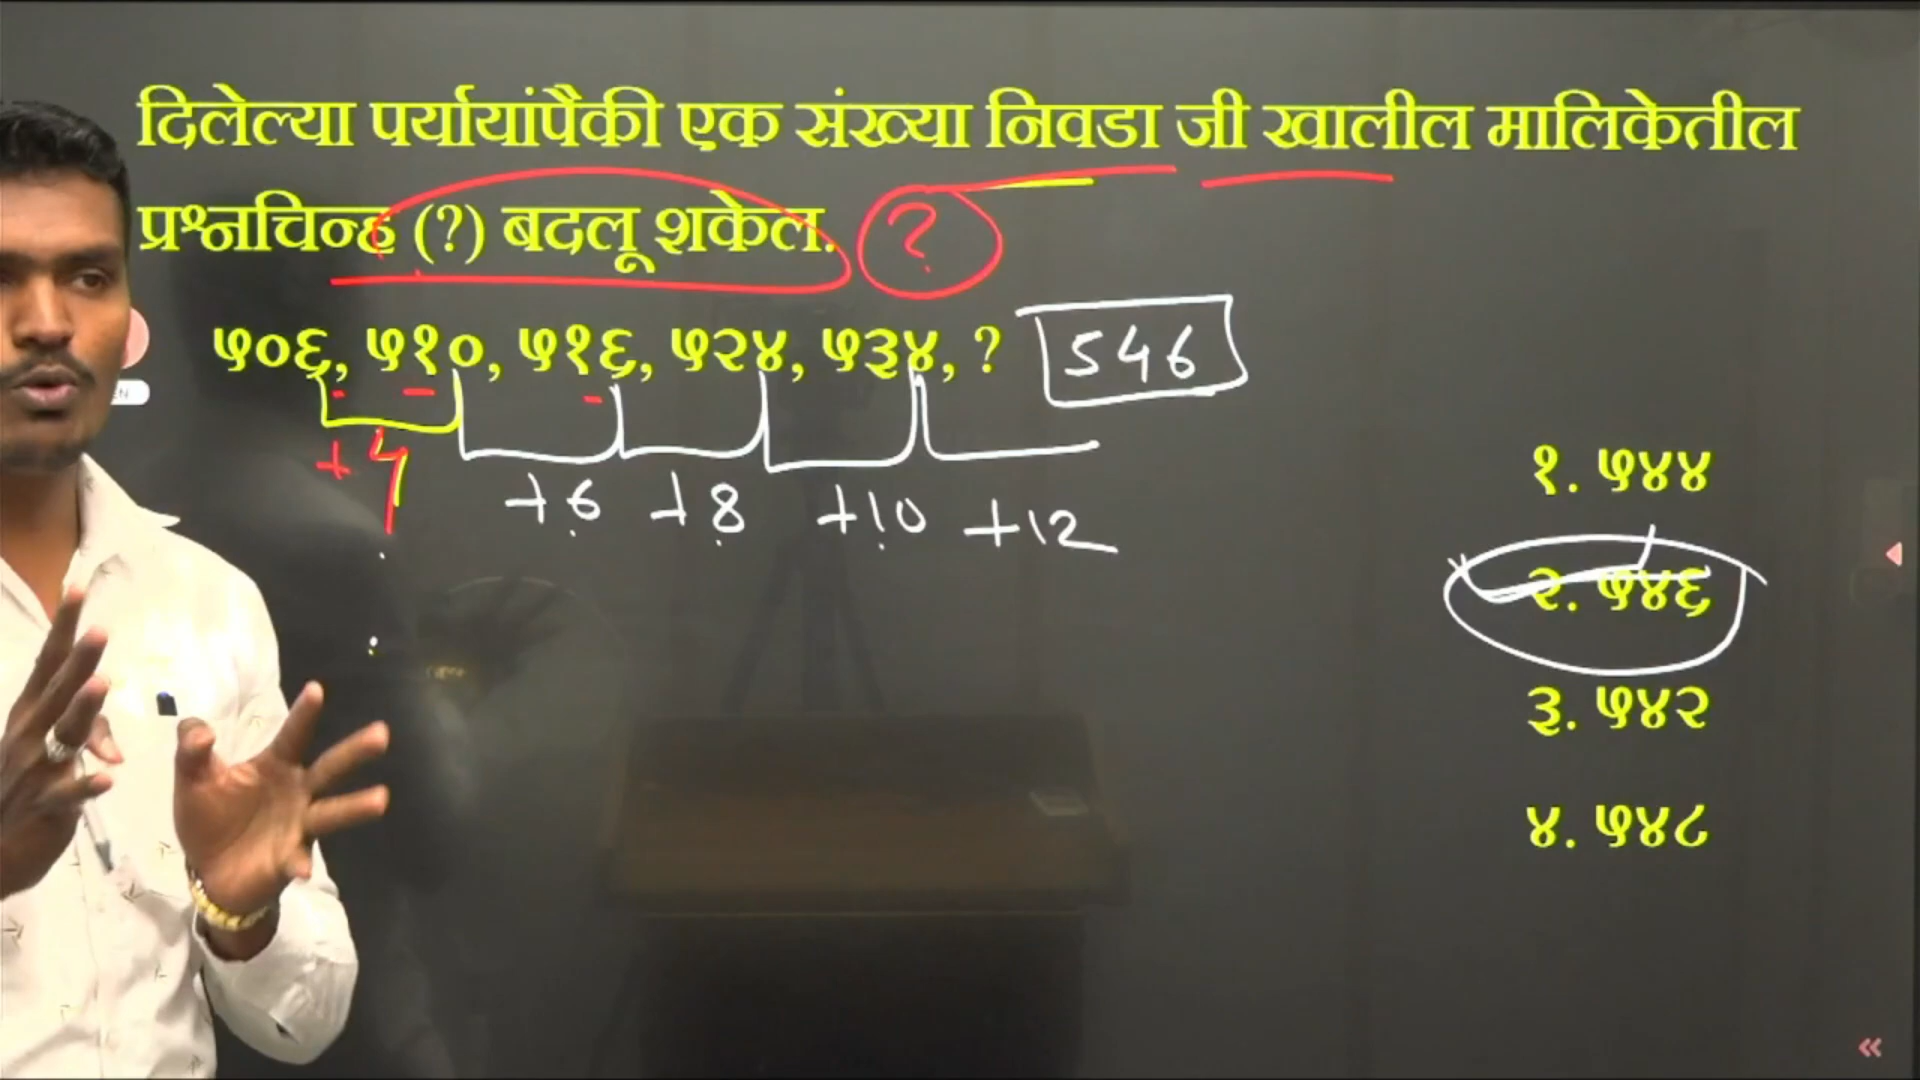 दिलेल्या पर्यायांपैकी एक संख्या निवडा जी खालील मालिकेतील
प्रश्नचिन्ह (?) बदलू शकेल. ?
५०६, ५१०, ५१६, ५२४, ५३४, ? 546
+4 +6 +8 +10 +12
१. ५४४
२. ५४६
३. ५४२
४. ५४८